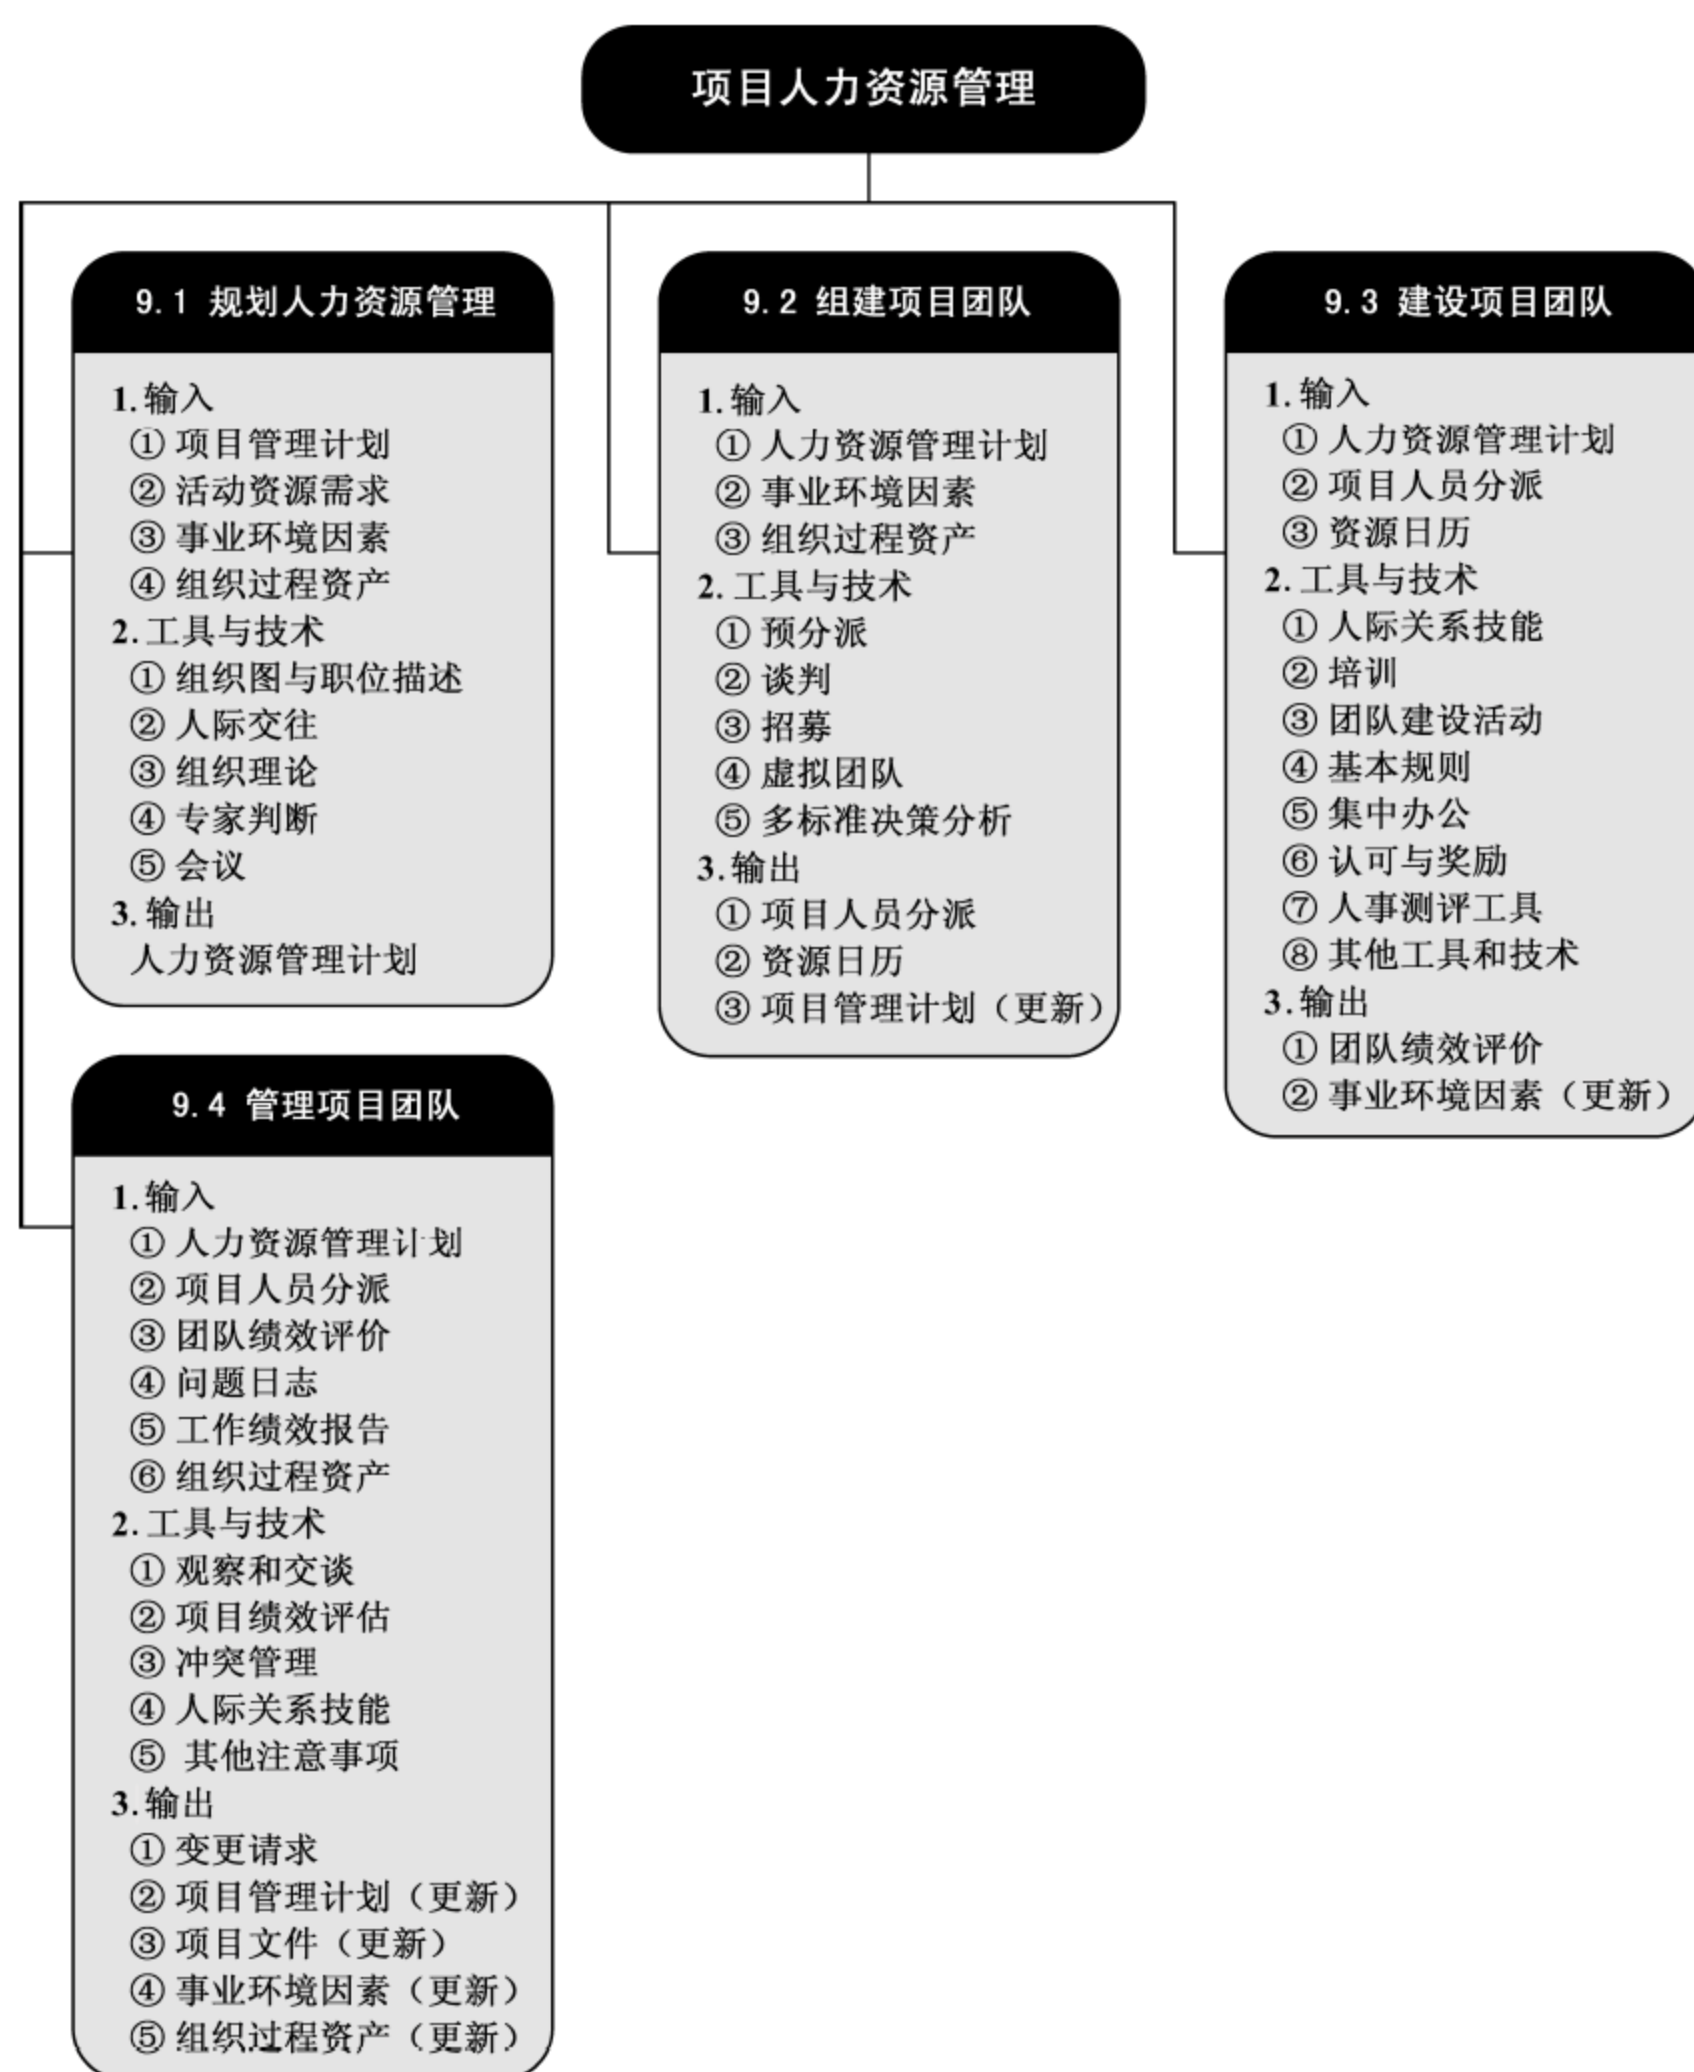 项目人力资源管理
9.1 规划人力资源管理
1.输入
① 项目管理计划
② 活动资源需求
③ 事业环境因素
④ 组织过程资产
2.工具与技术
① 组织图与职位描述
② 人际交往
③ 组织理论
④ 专家判断
⑤ 会议
3.输出
人力资源管理计划
9.2 组建项目团队
1.输入
① 人力资源管理计划
② 事业环境因素
③ 组织过程资产
2.工具与技术
① 预分派
② 谈判
③ 招募
④ 虚拟团队
⑤ 多标准决策分析
3.输出
① 项目人员分派
② 资源日历
③ 项目管理计划（更新）
9.3 建设项目团队
1.输入
① 人力资源管理计划
② 项目人员分派
③ 资源日历
2.工具与技术
① 人际关系技能
② 培训
③ 团队建设活动
④ 基本规则
⑤ 集中办公
⑥ 认可与奖励
⑦ 人事测评工具
⑧ 其他工具和技术
3.输出
① 团队绩效评价
② 事业环境因素（更新）
9.4 管理项目团队
1.输入
① 人力资源管理计划
② 项目人员分派
③ 团队绩效评价
④ 问题日志
⑤ 工作绩效报告
⑥ 组织过程资产
2.工具与技术
① 观察和交谈
② 项目绩效评估
③ 冲突管理
④ 人际关系技能
⑤ 其他注意事项
3.输出
① 变更请求
② 项目管理计划（更新）
③ 项目文件（更新）
④ 事业环境因素（更新）
⑤ 组织过程资产（更新）